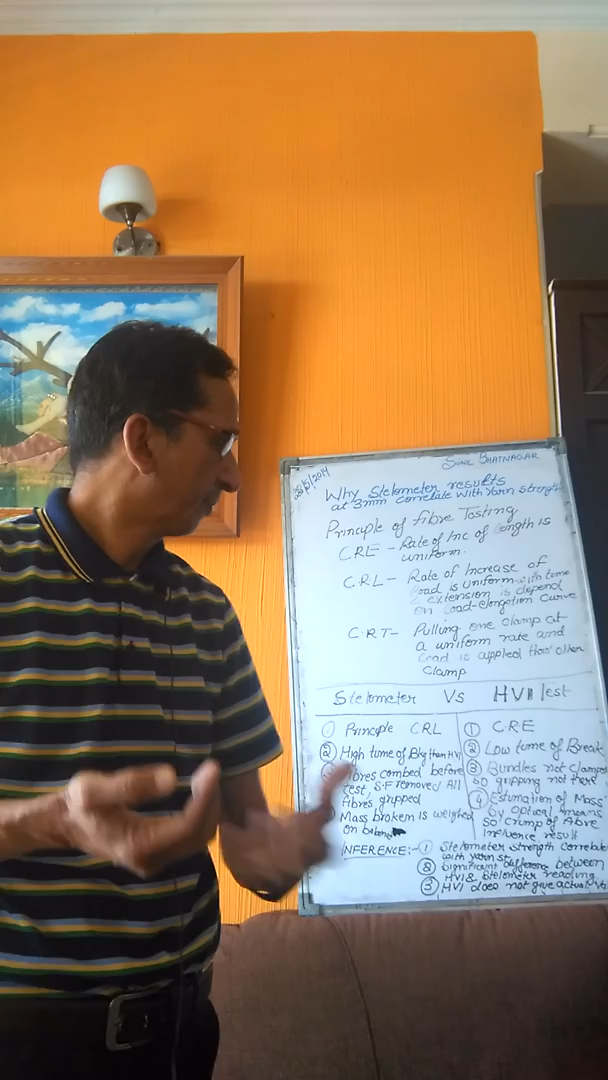 SUNIL BHATNAGAR
Why Stelometer results
at 3mm correlate with Yarn strength
Principle of fibre Testing
CRE - Rate of Inc of length is
uniform.
CRL - Rate of Increase of
Load is uniform with time
& extension is depend
on Load-elongation curve
CRT - Pulling one clamp at
a uniform rate and
Load is applied other
Clamp
Stelometer Vs HVI Test
① Principle CRL
② High time of Bkg than HVI
Fibres combed before
test, S.F removed All
fibres gripped
Mass broken is weighed
on balance
① CRE
② Low time of Break
③ Bundles not Clamped
so gripping not there
④ Estimation of Mass
by optical means
so Crimp of fibre
influence result
INFERENCE:- ① Stelometer strength Correlate
with yarn st.
② Significant difference between
HVI & Stelometer reading
③ HVI does not give actual